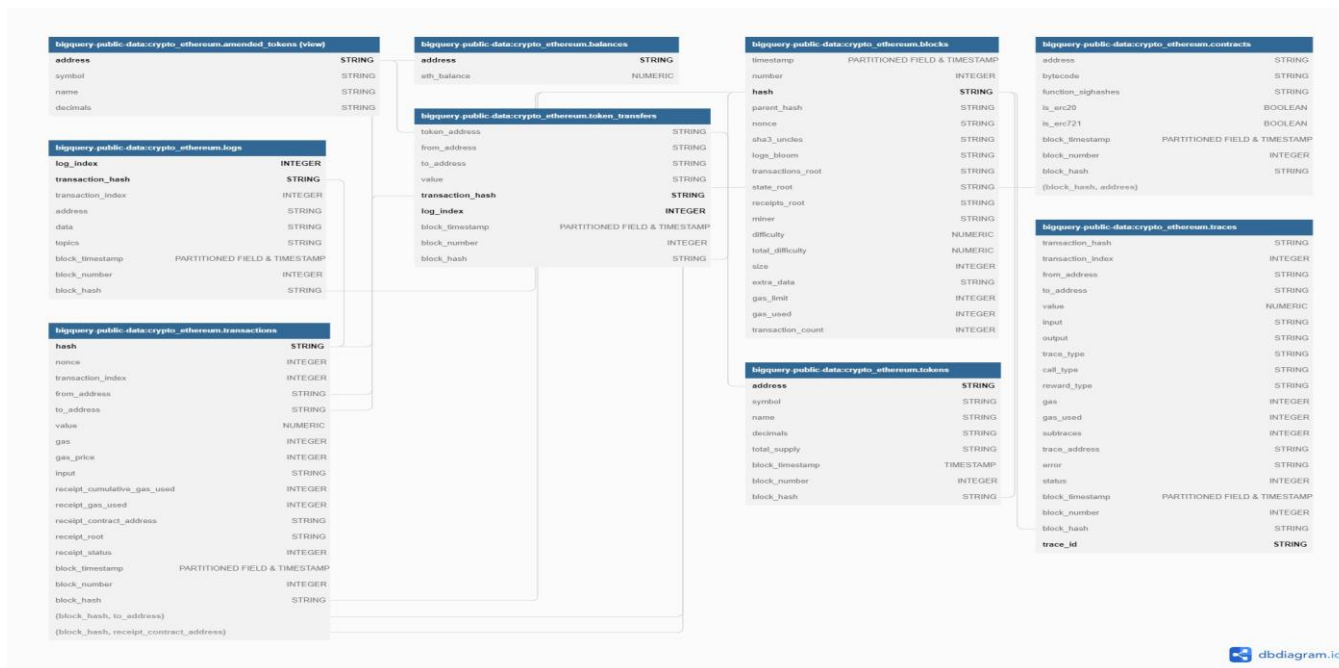 bigquery-public-data:crypto_ethereum.amended_tokens (view)
address STRING
symbol STRING
name STRING
decimals STRING
bigquery-public-data:crypto_ethereum.logs
log_index INTEGER
transaction_hash STRING
transaction_index INTEGER
address STRING
data STRING
topics STRING
block_timestamp PARTITIONED FIELD & TIMESTAMP
block_number INTEGER
block_hash STRING
bigquery-public-data:crypto_ethereum.transactions
hash STRING
nonce INTEGER
transaction_index INTEGER
from_address STRING
to_address STRING
value NUMERIC
gas INTEGER
gas_price INTEGER
input STRING
receipt_cumulative_gas_used INTEGER
receipt_gas_used INTEGER
receipt_contract_address STRING
receipt_root STRING
receipt_status INTEGER
block_timestamp PARTITIONED FIELD & TIMESTAMP
block_number INTEGER
block_hash STRING
(block_hash, to_address)
(block_hash, receipt_contract_address)
bigquery-public-data:crypto_ethereum.balances
address STRING
eth_balance NUMERIC
bigquery-public-data:crypto_ethereum.token_transfers
token_address STRING
from_address STRING
to_address STRING
value STRING
transaction_hash STRING
log_index INTEGER
block_timestamp PARTITIONED FIELD & TIMESTAMP
block_number INTEGER
block_hash STRING
bigquery-public-data:crypto_ethereum.blocks
timestamp PARTITIONED FIELD & TIMESTAMP
number INTEGER
hash STRING
parent_hash STRING
nonce STRING
sha3_uncles STRING
logs_bloom STRING
transactions_root STRING
state_root STRING
receipts_root STRING
miner STRING
difficulty NUMERIC
total_difficulty NUMERIC
size INTEGER
extra_data STRING
gas_limit INTEGER
gas_used INTEGER
transaction_count INTEGER
bigquery-public-data:crypto_ethereum.tokens
address STRING
symbol STRING
name STRING
decimals STRING
total_supply STRING
block_timestamp TIMESTAMP
block_number INTEGER
block_hash STRING
bigquery-public-data:crypto_ethereum.contracts
address STRING
bytecode STRING
function_sighashes STRING
is_erc20 BOOLEAN
is_erc721 BOOLEAN
block_timestamp PARTITIONED FIELD & TIMESTAMP
block_number INTEGER
block_hash STRING
(block_hash, address)
bigquery-public-data:crypto_ethereum.traces
transaction_hash STRING
transaction_index INTEGER
from_address STRING
to_address STRING
value NUMERIC
input STRING
output STRING
trace_type STRING
call_type STRING
reward_type STRING
gas INTEGER
gas_used INTEGER
subtraces INTEGER
trace_address STRING
error STRING
status INTEGER
block_timestamp PARTITIONED FIELD & TIMESTAMP
block_number INTEGER
block_hash STRING
trace_id STRING
dbdiagram.io